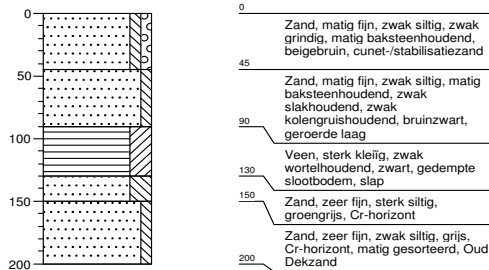 0
50
100
150
200
0
Zand, matig fijn, zwak siltig, zwak
grindig, matig baksteenhoudend,
beigebruin, cunet-/stabilisatiezand
45
Zand, matig fijn, zwak siltig, matig
baksteenhoudend, zwak
slakhoudend, zwak
kolengruishoudend, bruinzwart,
geroerde laag
90
Veen, sterk kleiïg, zwak
wortelhoudend, zwart, gedempte
slootbodem, slap
130
Zand, zeer fijn, sterk siltig,
groengrijs, Cr-horizont
150
Zand, zeer fijn, zwak siltig, grijs,
Cr-horizont, matig gesorteerd, Oud
Dekzand
200